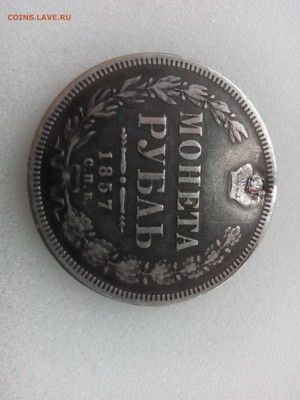 COINS.LAVE.RU
МОНЕТА
РУБЛЬ
1857
С.П.Б.